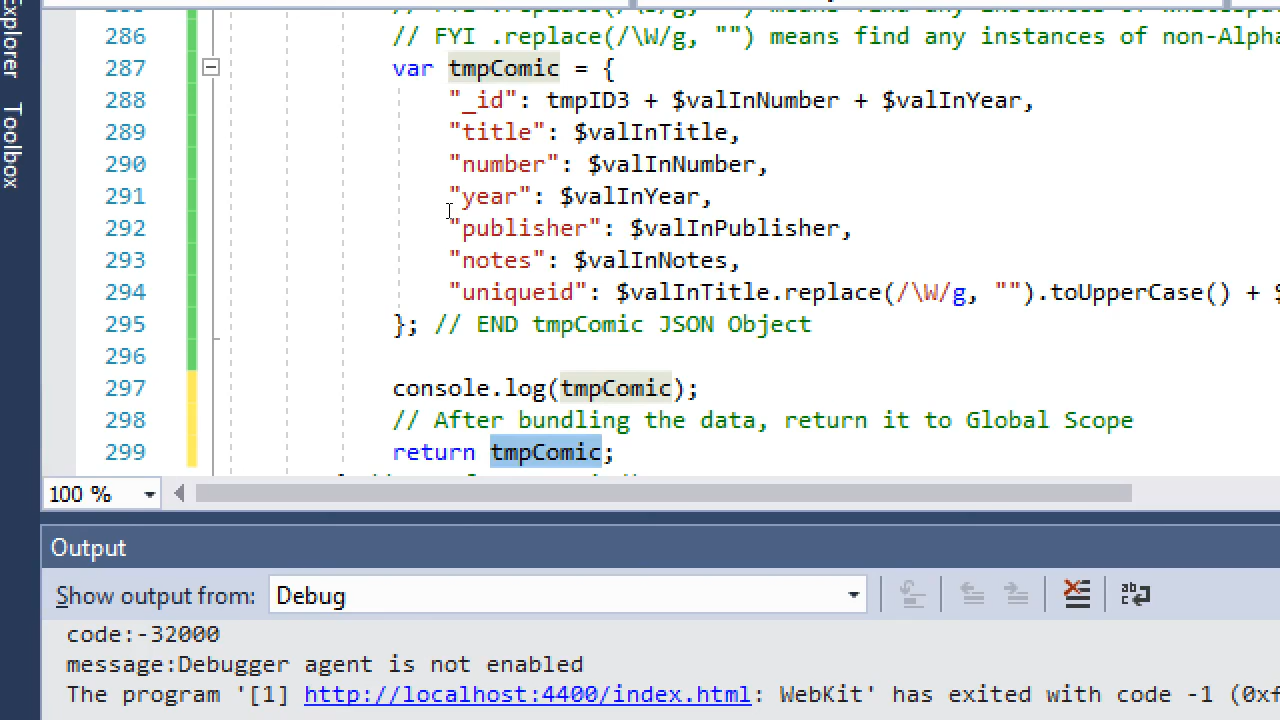 Explorer
Toolbox
286 // FYI .replace(/\W/g, "") means find any instances of non-Alpha
287 var tmpComic = {
288 "_id": tmpID3 + $valInNumber + $valInYear,
289 "title": $valInTitle,
290 "number": $valInNumber,
291 "year": $valInYear,
292 "publisher": $valInPublisher,
293 "notes": $valInNotes,
294 "uniqueid": $valInTitle.replace(/\W/g, "").toUpperCase() + $
295 }; // END tmpComic JSON Object
296
297 console.log(tmpComic);
298 // After bundling the data, return it to Global Scope
299 return tmpComic;
100 %
Output
Show output from: Debug
code:-32000
message:Debugger agent is not enabled
The program '[1] http://localhost:4400/index.html: WebKit' has exited with code -1 (0xf